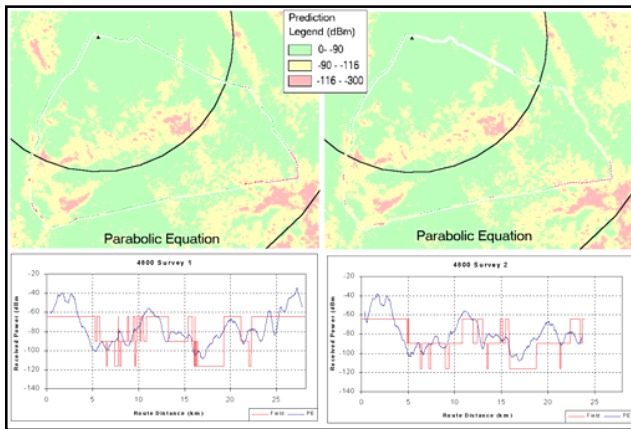 Prediction
Legend (dBm)
0- -90
-90 - -116
-116 - -300
Parabolic Equation
Parabolic Equation
4800 Survey 1
-20
-40
-60
-80
-100
-120
-140
0
5
10
15
20
25
Received Power (dBm
Route Distance (km)
Field
PE
4800 Survey 2
-20
-40
-60
-80
-100
-120
-140
0
5
10
15
20
25
Received Power (dBm
Route Distance (km)
Field
PE